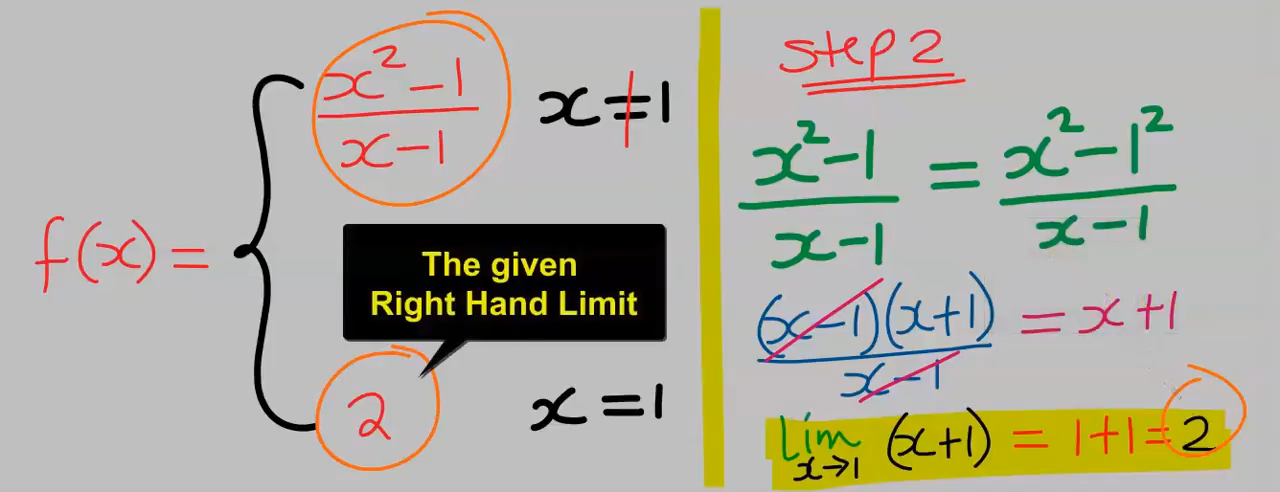 f(x) = { x² − 1 / x − 1   x ≠ 1
The given
Right Hand Limit
2   x = 1
Step 2
x² − 1 / x − 1 = x² − 1² / x − 1
(x − 1)(x + 1) / x − 1 = x + 1
lim x→1 (x + 1) = 1 + 1 = 2